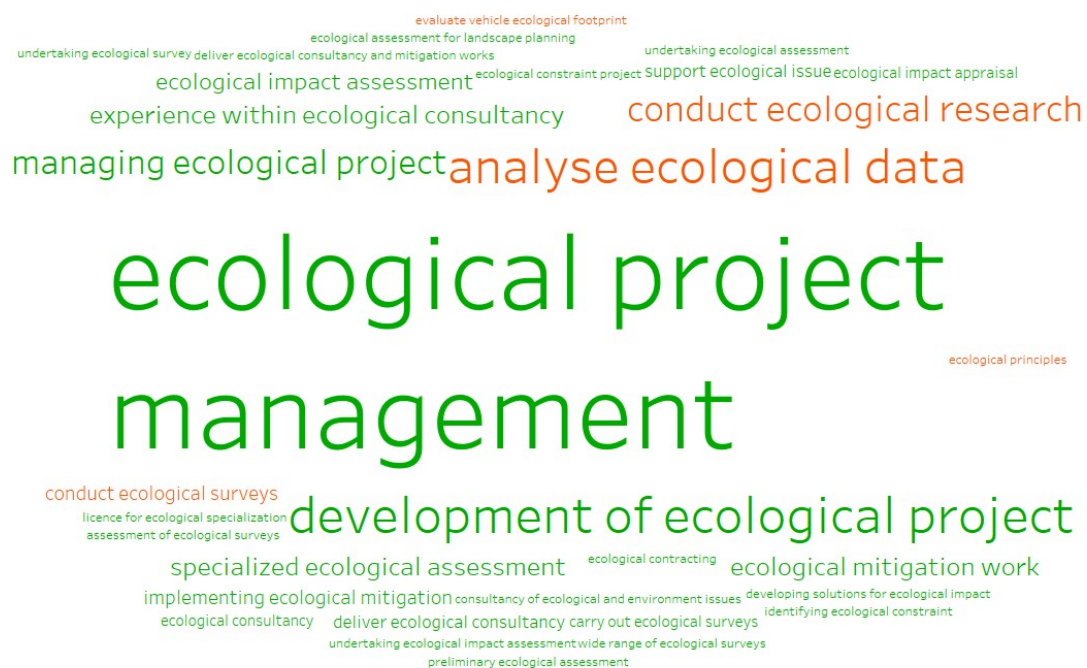 evaluate vehicle ecological footprint
ecological assessment for landscape planning
undertaking ecological survey deliver ecological consultancy and mitigation works
undertaking ecological assessment
ecological impact assessment ecological constraint project support ecological issue ecological impact appraisal
experience within ecological consultancy conduct ecological research
managing ecological project analyse ecological data
ecological project
management
ecological principles
conduct ecological surveys
licence for ecological specialization development of ecological project
assessment of ecological surveys
specialized ecological assessment ecological contracting ecological mitigation work
implementing ecological mitigation consultancy of ecological and environment issues developing solutions for ecological impact
identifying ecological constraint
ecological consultancy deliver ecological consultancy carry out ecological surveys
undertaking ecological impact assessment wide range of ecological surveys
preliminary ecological assessment